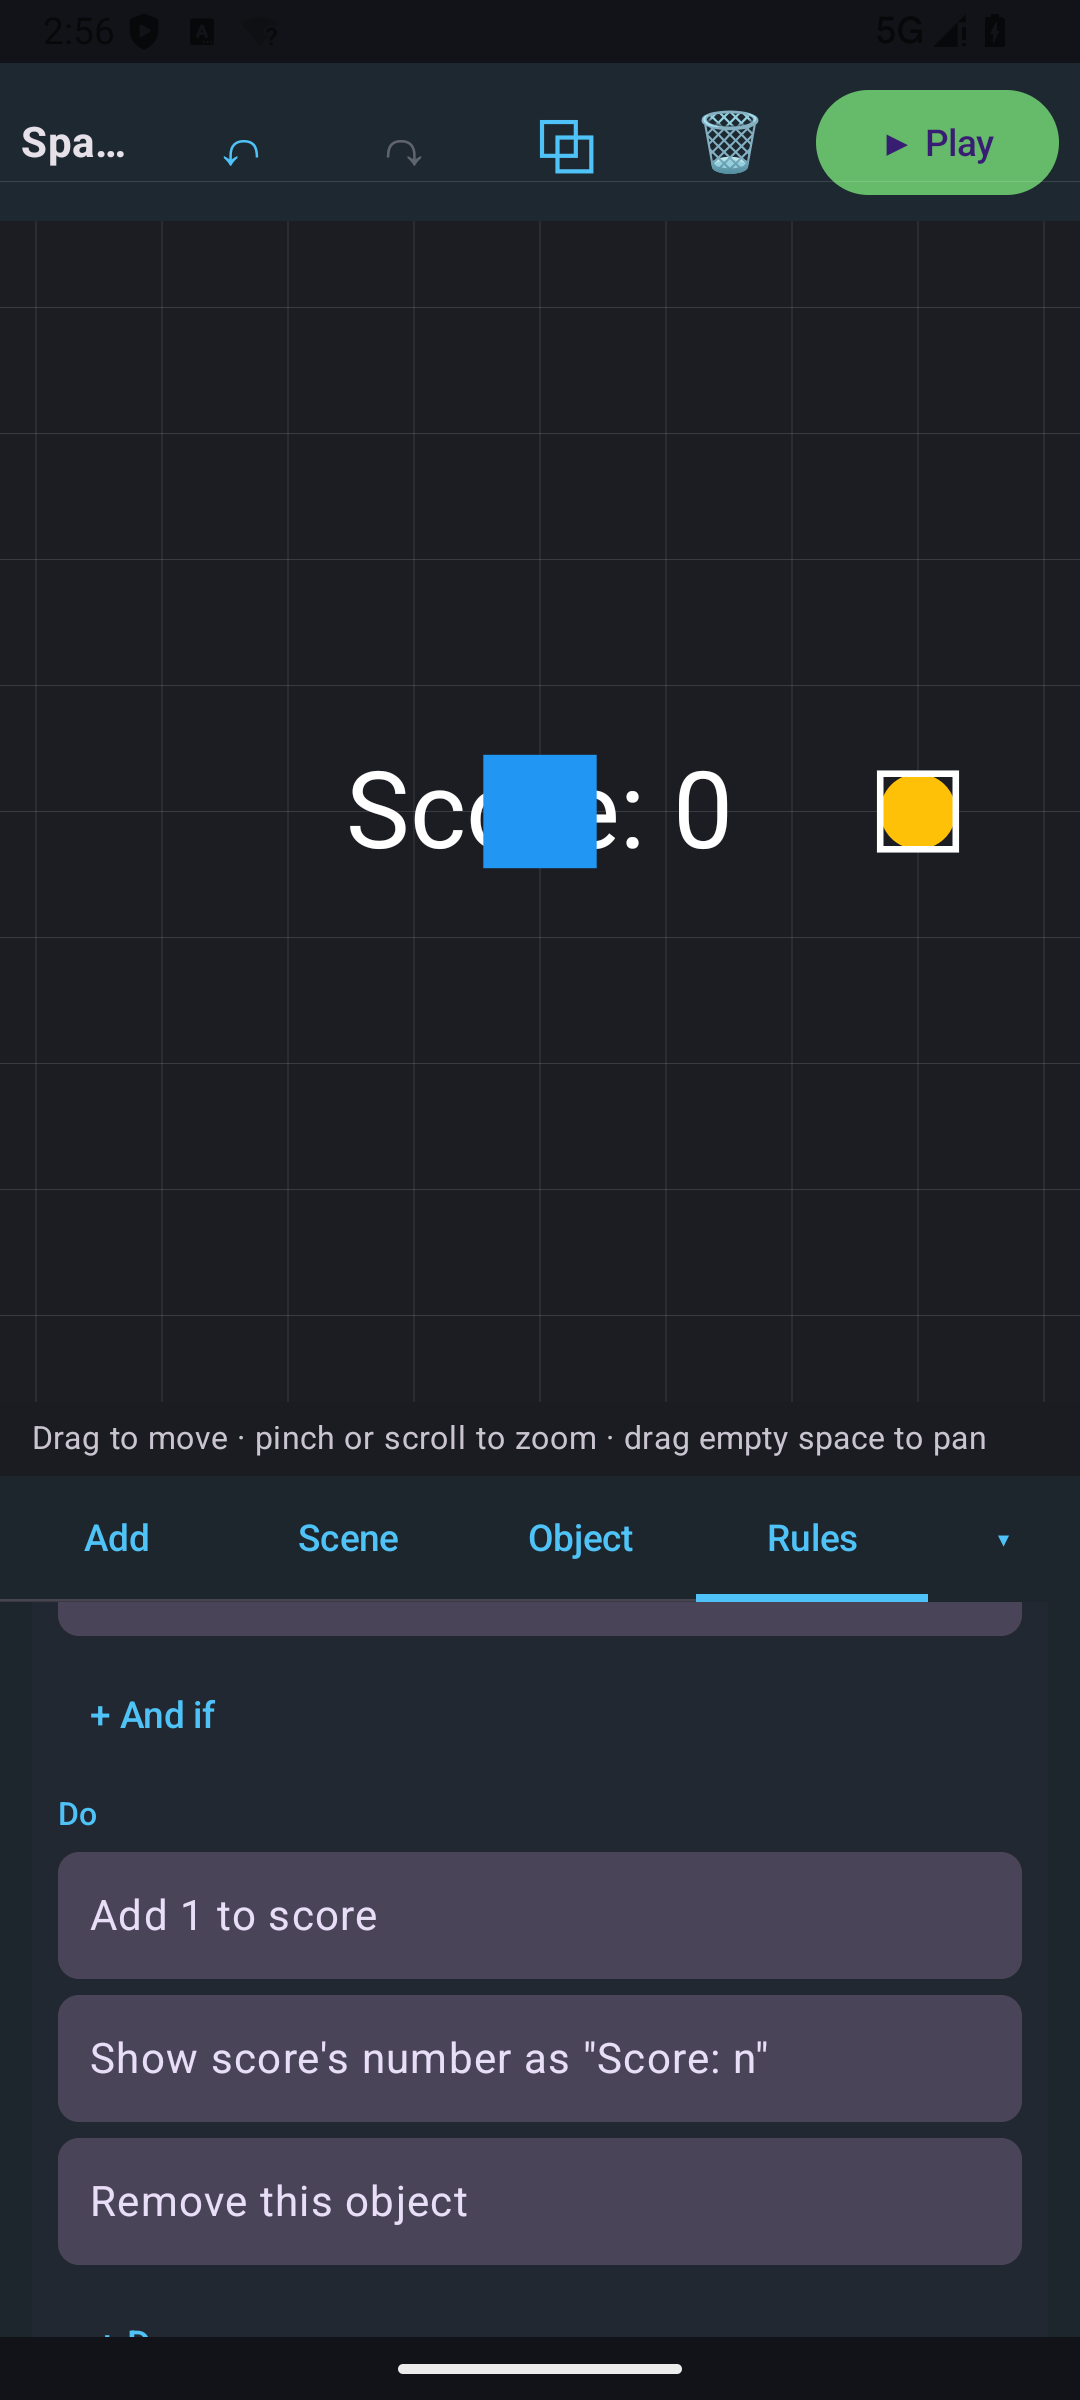 2:56
5G
Spa...
► Play
Score: 0
Drag to move · pinch or scroll to zoom · drag empty space to pan
Add
Scene
Object
Rules
+ And if
Do
Add 1 to score
Show score's number as "Score: n"
Remove this object